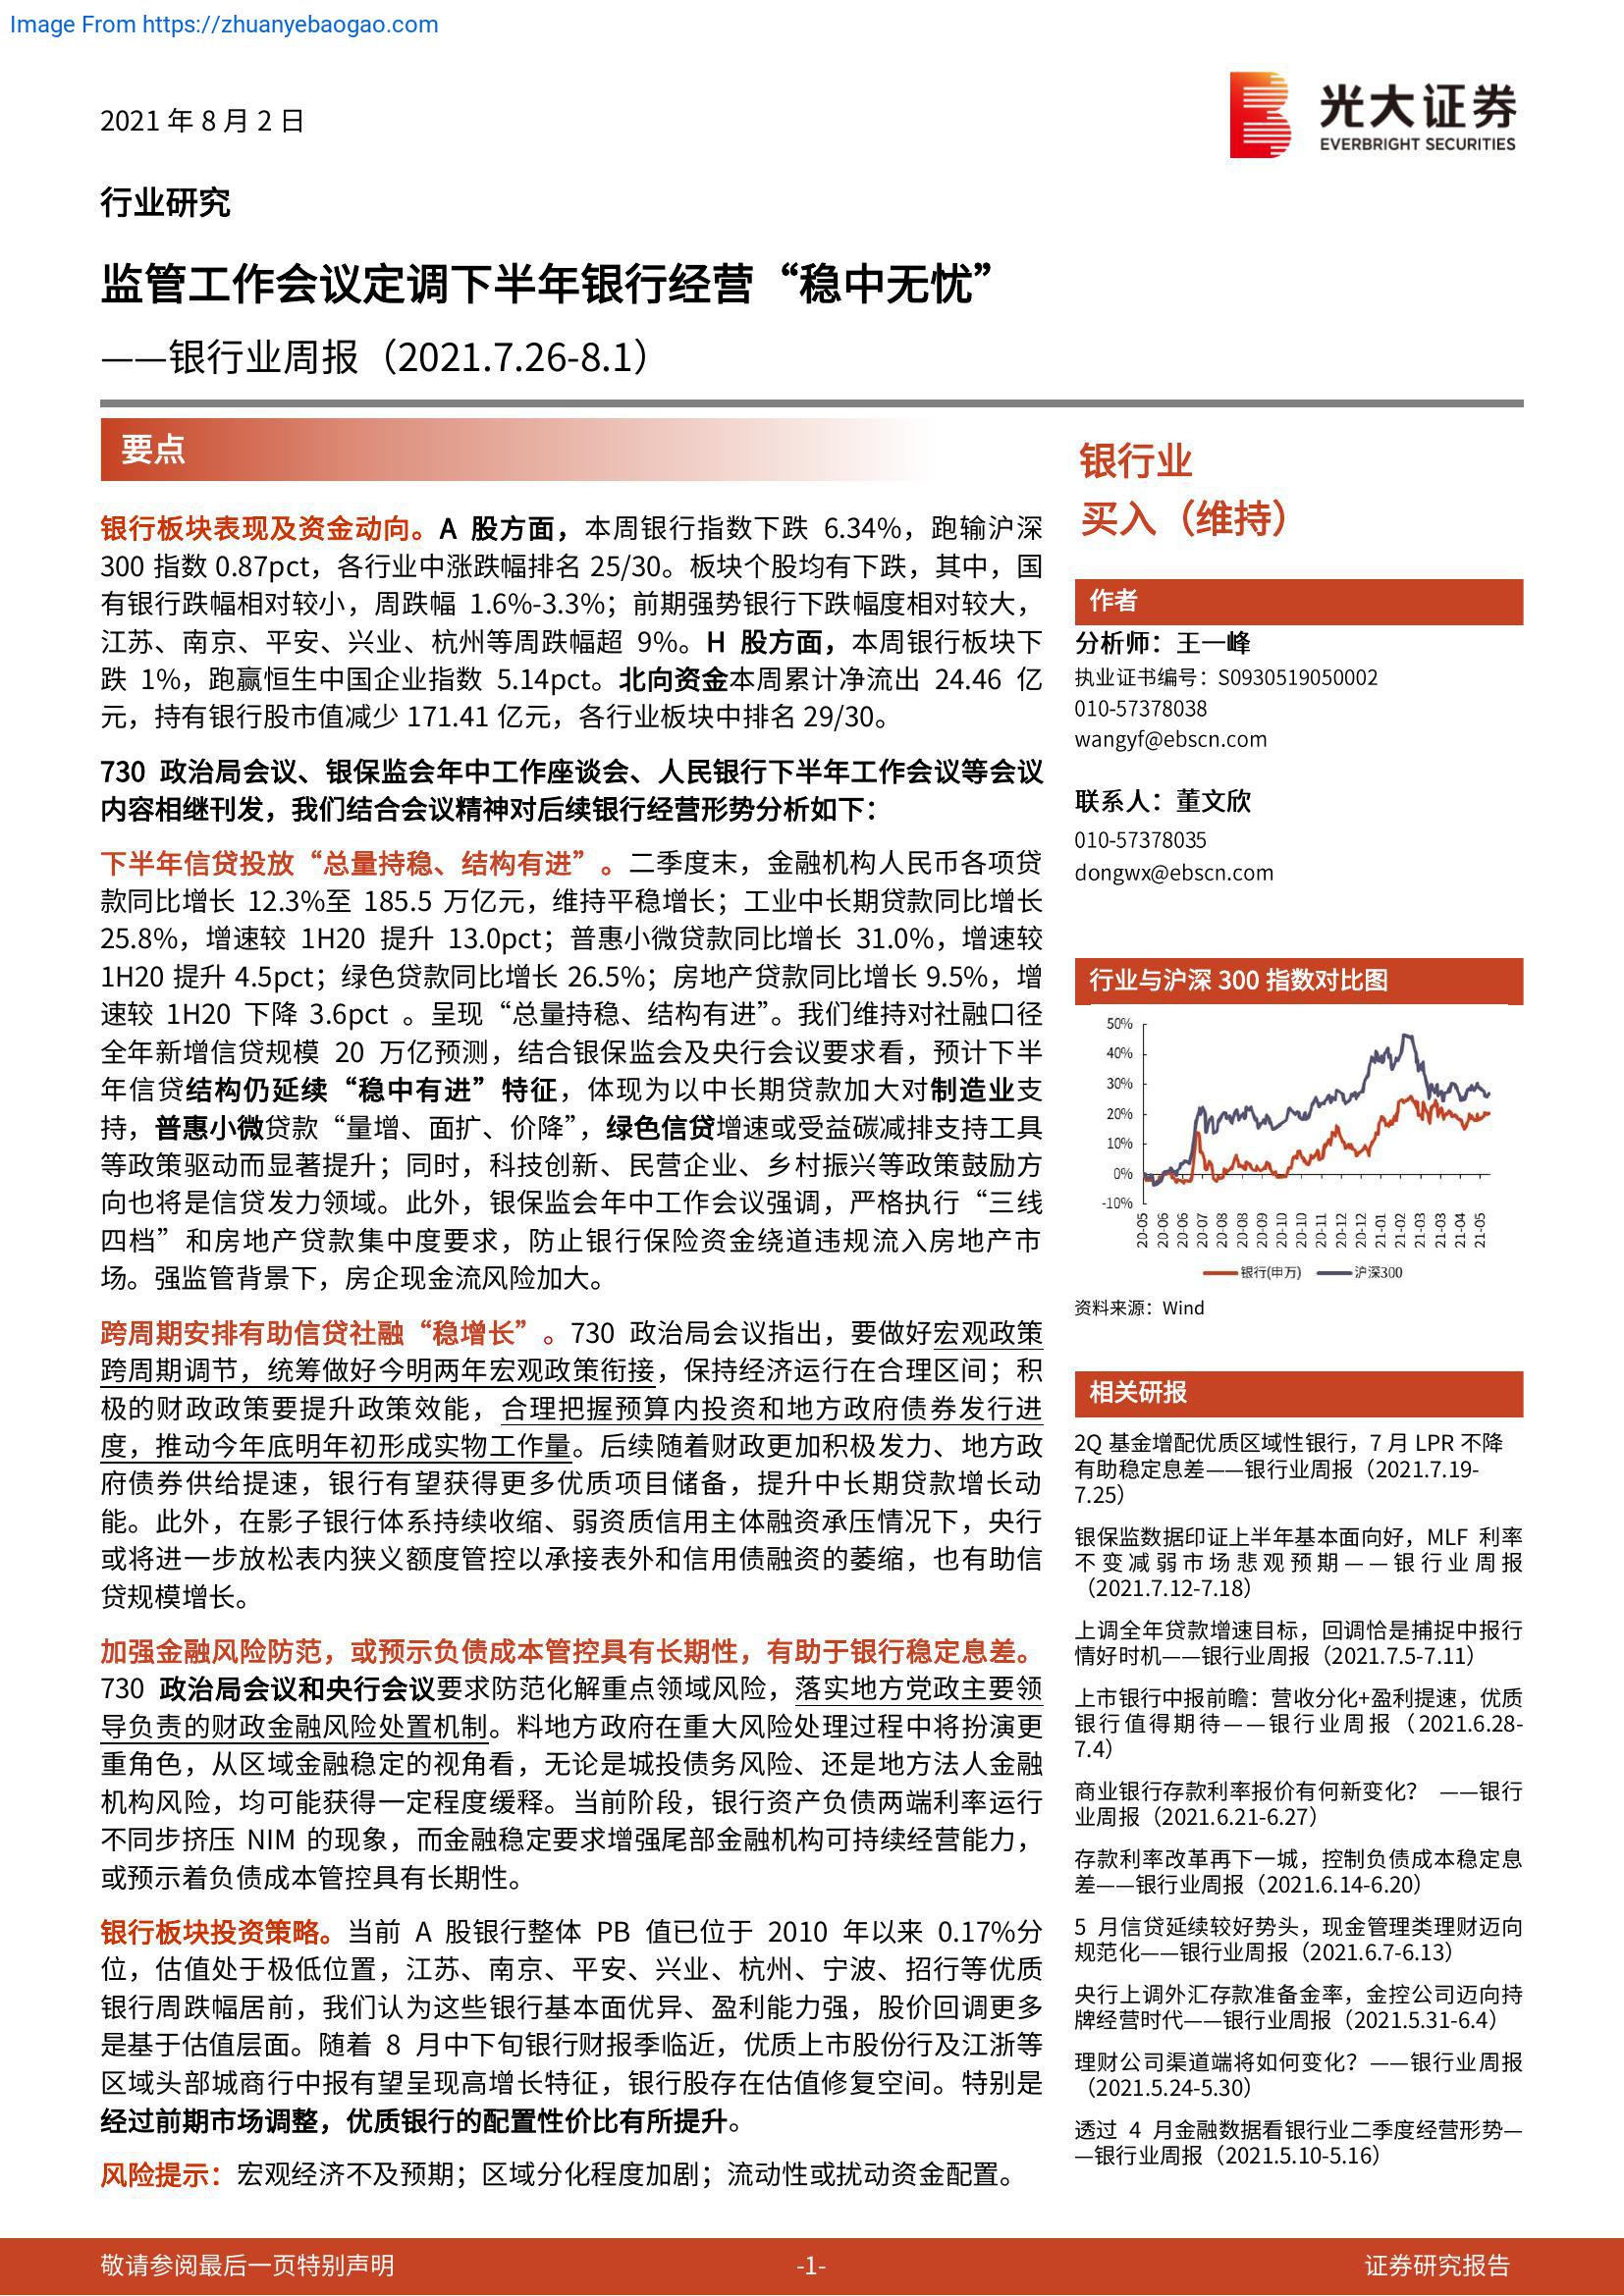 Image From https://zhuanyebaogao.com
2021 年 8 月 2 日
光大证券
EVERBRIGHT SECURITIES
行业研究
监管工作会议定调下半年银行经营“稳中无忧”
——银行业周报（2021.7.26-8.1）
要点
银行板块表现及资金动向。A 股方面，本周银行指数下跌 6.34%，跑输沪深
300 指数 0.87pct，各行业中涨跌幅排名 25/30。板块个股均有下跌，其中，国
有银行跌幅相对较小，周跌幅 1.6%-3.3%；前期强势银行下跌幅度相对较大，
江苏、南京、平安、兴业、杭州等周跌幅超 9%。H 股方面，本周银行板块下
跌 1%，跑赢恒生中国企业指数 5.14pct。北向资金本周累计净流出 24.46 亿
元，持有银行股市值减少 171.41 亿元，各行业板块中排名 29/30。
730 政治局会议、银保监会年中工作座谈会、人民银行下半年工作会议等会议
内容相继刊发，我们结合会议精神对后续银行经营形势分析如下：
下半年信贷投放“总量持稳、结构有进”。二季度末，金融机构人民币各项贷
款同比增长 12.3%至 185.5 万亿元，维持平稳增长；工业中长期贷款同比增长
25.8%，增速较 1H20 提升 13.0pct；普惠小微贷款同比增长 31.0%，增速较
1H20 提升 4.5pct；绿色贷款同比增长 26.5%；房地产贷款同比增长 9.5%，增
速较 1H20 下降 3.6pct 。呈现“总量持稳、结构有进”。我们维持对社融口径
全年新增信贷规模 20 万亿预测，结合银保监会及央行会议要求看，预计下半
年信贷结构仍延续“稳中有进”特征，体现为以中长期贷款加大对制造业支
持，普惠小微贷款“量增、面扩、价降”，绿色信贷增速或受益碳减排支持工具
等政策驱动而显著提升；同时，科技创新、民营企业、乡村振兴等政策鼓励方
向也将是信贷发力领域。此外，银保监会年中工作会议强调，严格执行“三线
四档”和房地产贷款集中度要求，防止银行保险资金绕道违规流入房地产市
场。强监管背景下，房企现金流风险加大。
跨周期安排有助信贷社融“稳增长”。730 政治局会议指出，要做好宏观政策
跨周期调节，统筹做好今明两年宏观政策衔接，保持经济运行在合理区间；积
极的财政政策要提升政策效能，合理把握预算内投资和地方政府债券发行进
度，推动今年底明年初形成实物工作量。后续随着财政更加积极发力、地方政
府债券供给提速，银行有望获得更多优质项目储备，提升中长期贷款增长动
能。此外，在影子银行体系持续收缩、弱资质信用主体融资承压情况下，央行
或将进一步放松表内狭义额度管控以承接表外和信用债融资的萎缩，也有助信
贷规模增长。
加强金融风险防范，或预示负债成本管控具有长期性，有助于银行稳定息差。
730 政治局会议和央行会议要求防范化解重点领域风险，落实地方党政主要领
导负责的财政金融风险处置机制。料地方政府在重大风险处理过程中将扮演更
重角色，从区域金融稳定的视角看，无论是城投债务风险、还是地方法人金融
机构风险，均可能获得一定程度缓释。当前阶段，银行资产负债两端利率运行
不同步挤压 NIM 的现象，而金融稳定要求增强尾部金融机构可持续经营能力，
或预示着负债成本管控具有长期性。
银行板块投资策略。当前 A 股银行整体 PB 值已位于 2010 年以来 0.17%分
位，估值处于极低位置，江苏、南京、平安、兴业、杭州、宁波、招行等优质
银行周跌幅居前，我们认为这些银行基本面优异、盈利能力强，股价回调更多
是基于估值层面。随着 8 月中下旬银行财报季临近，优质上市股份行及江浙等
区域头部城商行中报有望呈现高增长特征，银行股存在估值修复空间。特别是
经过前期市场调整，优质银行的配置性价比有所提升。
风险提示：宏观经济不及预期；区域分化程度加剧；流动性或扰动资金配置。
银行业
买入（维持）
作者
分析师：王一峰
执业证书编号：S0930519050002
010-57378038
wangyf@ebscn.com
联系人：董文欣
010-57378035
dongwx@ebscn.com
行业与沪深 300 指数对比图
50%
40%
30%
20%
10%
0%
-10%
20-05 20-06 20-06 20-07 20-08 20-08 20-09 20-10 20-10 20-11 20-12 20-12 21-01 21-02 21-03 21-03 21-04 21-05
银行(申万) 沪深300
资料来源：Wind
相关研报
2Q 基金增配优质区域性银行，7 月 LPR 不降
有助稳定息差——银行业周报（2021.7.19-
7.25）
银保监数据印证上半年基本面向好，MLF 利率
不变减弱市场悲观预期——银行业周报
（2021.7.12-7.18）
上调全年贷款增速目标，回调恰是捕捉中报行
情好时机——银行业周报（2021.7.5-7.11）
上市银行中报前瞻：营收分化+盈利提速，优质
银行值得期待——银行业周报（2021.6.28-
7.4）
商业银行存款利率报价有何新变化？ ——银行
业周报（2021.6.21-6.27）
存款利率改革再下一城，控制负债成本稳定息
差——银行业周报（2021.6.14-6.20）
5 月信贷延续较好势头，现金管理类理财迈向
规范化——银行业周报（2021.6.7-6.13）
央行上调外汇存款准备金率，金控公司迈向持
牌经营时代——银行业周报（2021.5.31-6.4）
理财公司渠道端将如何变化？——银行业周报
（2021.5.24-5.30）
透过 4 月金融数据看银行业二季度经营形势—
—银行业周报（2021.5.10-5.16）
敬请参阅最后一页特别声明
-1-
证券研究报告